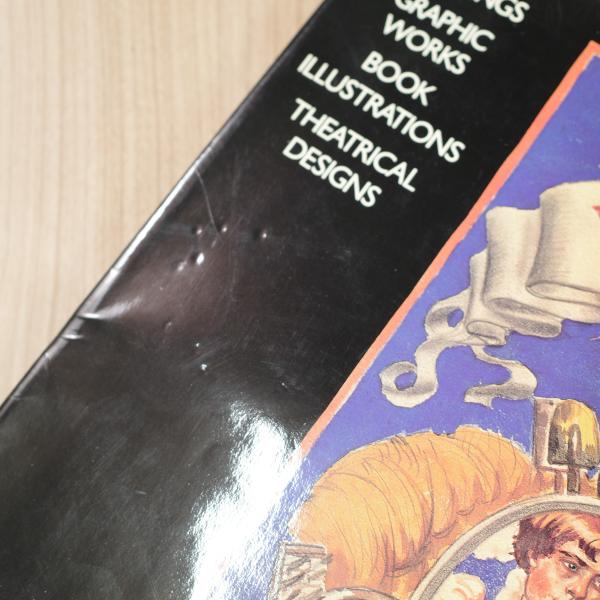 GRAPHIC
WORKS
BOOK
ILLUSTRATIONS
THEATRICAL
DESIGNS